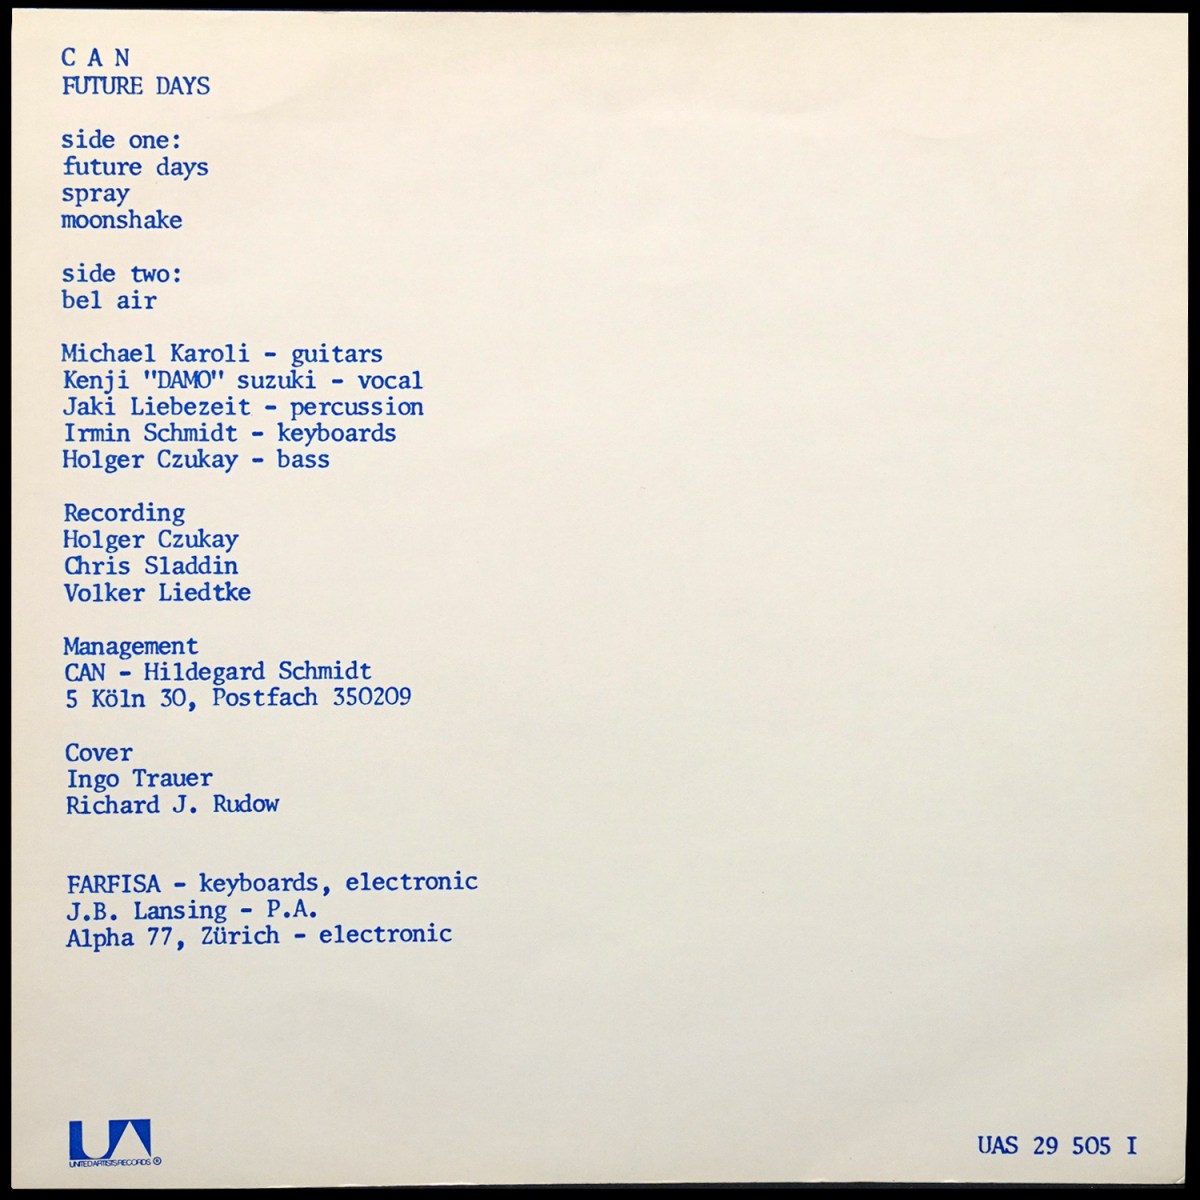 C A N
FUTURE DAYS
side one:
future days
spray
moonshake
side two:
bel air
Michael Karoli - guitars
Kenji "DAMO" suzuki - vocal
Jaki Liebezeit - percussion
Irmin Schmidt - keyboards
Holger Czukay - bass
Recording
Holger Czukay
Chris Sladdin
Volker Liedtke
Management
CAN - Hildegard Schmidt
5 Köln 30, Postfach 350209
Cover
Ingo Trauer
Richard J. Rudow
FARFISA - keyboards, electronic
J.B. Lansing - P.A.
Alpha 77, Zürich - electronic
UA
UNITED ARTISTS RECORDS ®
UAS 29 505 I